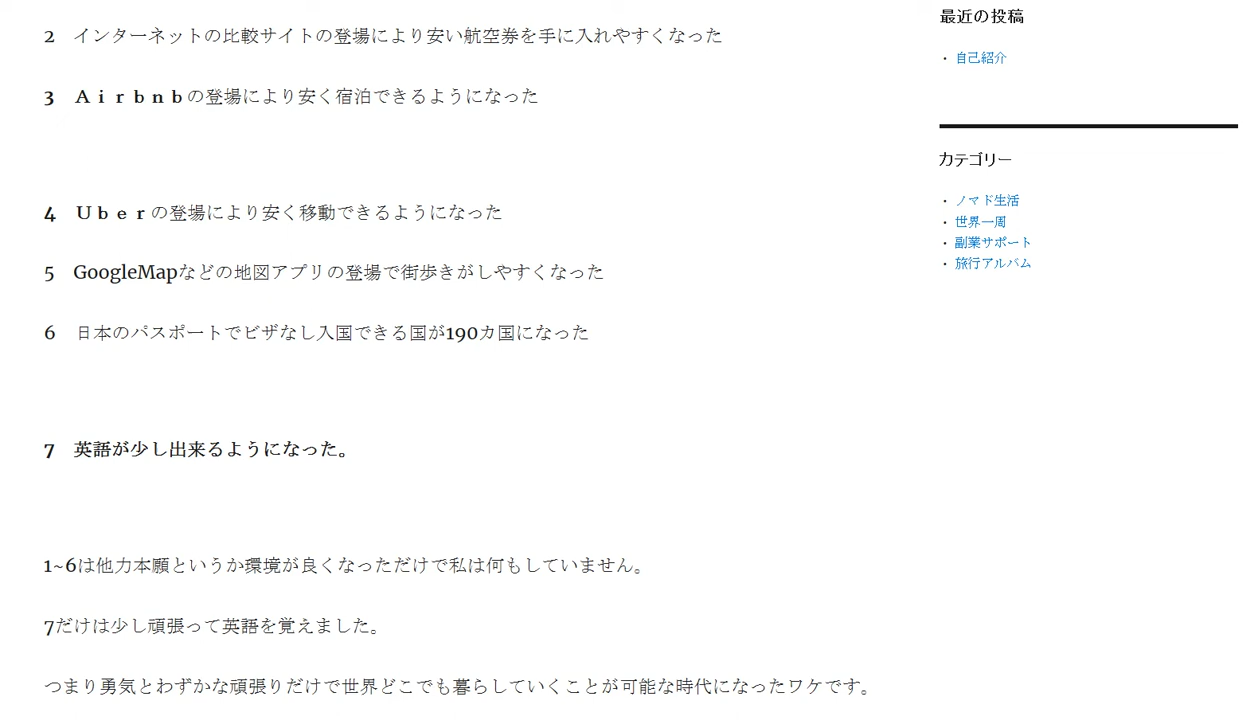 2　インターネットの比較サイトの登場により安い航空券を手に入れやすくなった
3　Ａｉｒｂｎｂの登場により安く宿泊できるようになった
4　Ｕｂｅｒの登場により安く移動できるようになった
5　GoogleMapなどの地図アプリの登場で街歩きがしやすくなった
6　日本のパスポートでビザなし入国できる国が190カ国になった
7　英語が少し出来るようになった。
1~6は他力本願というか環境が良くなっただけで私は何もしていません。
7だけは少し頑張って英語を覚えました。
つまり勇気とわずかな頑張りだけで世界どこでも暮らしていくことが可能な時代になったワケです。
最近の投稿
・ 自己紹介
カテゴリー
・ ノマド生活
・ 世界一周
・ 副業サポート
・ 旅行アルバム